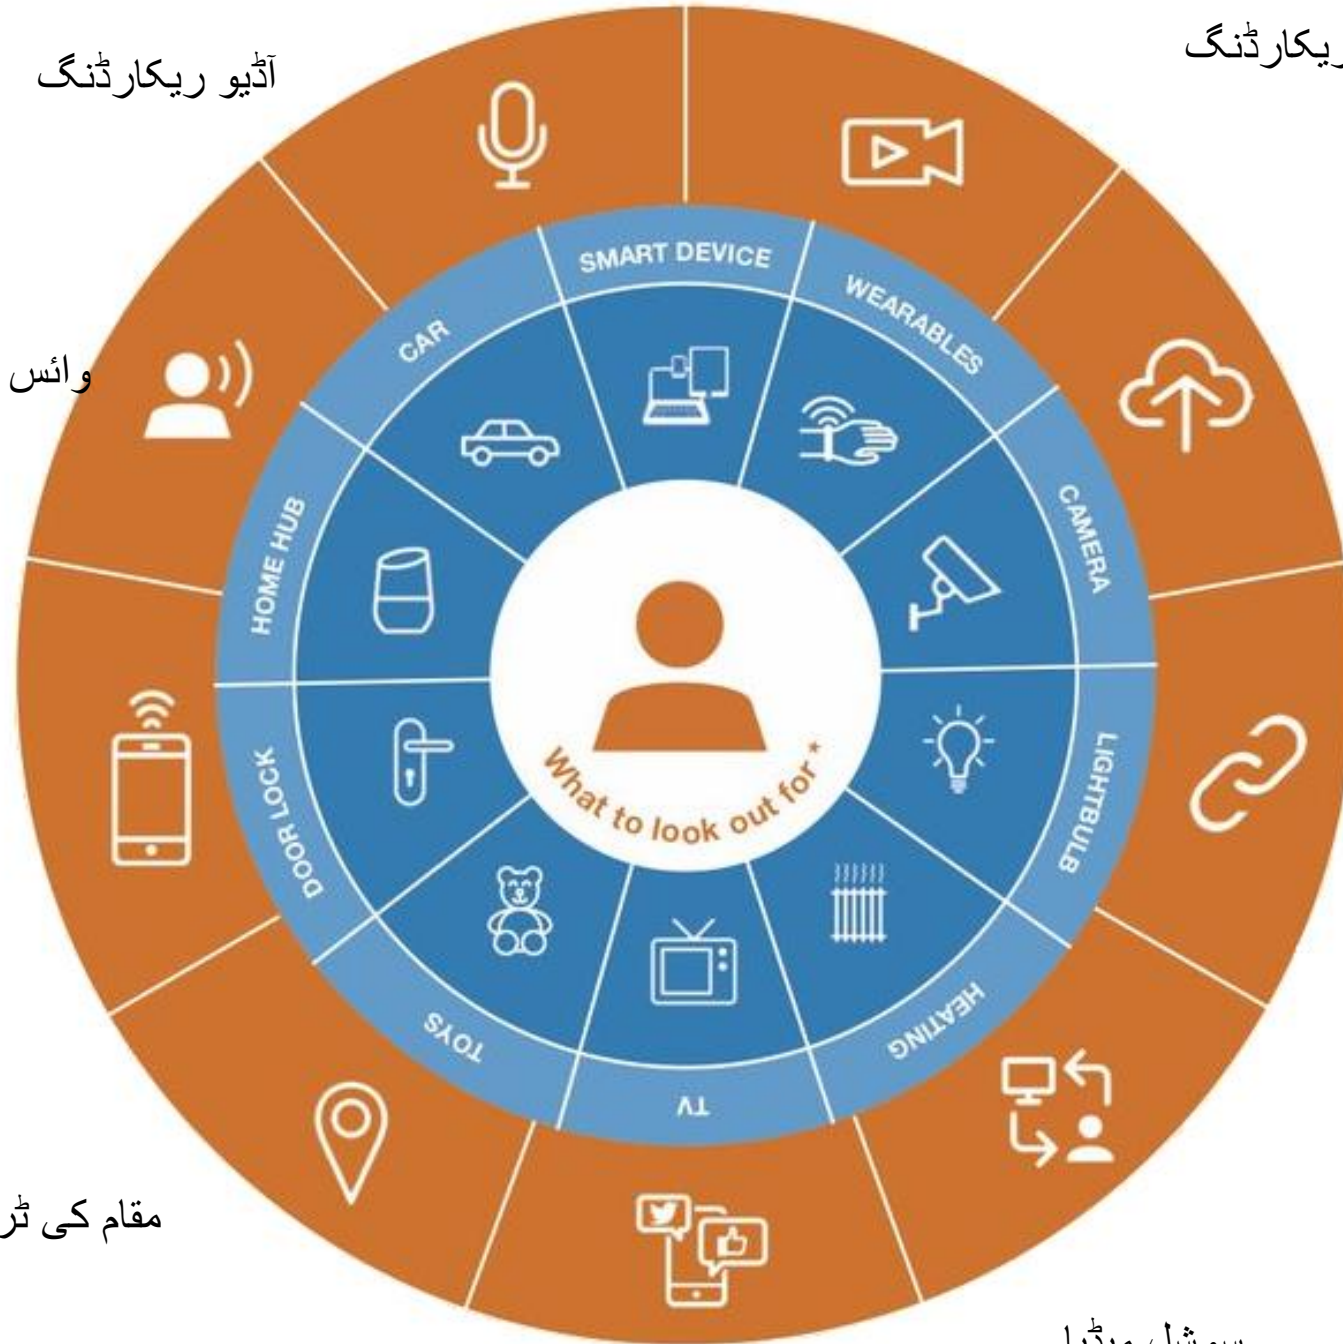 آڈیو ریکارڈنگ
ریکارڈنگ
وائس
SMART DEVICE
WEARABLES
CAMERA
LIGHTBULB
HEATING
TV
TOYS
DOOR LOCK
HOME HUB
CAR
What to look out for *
مقام کی